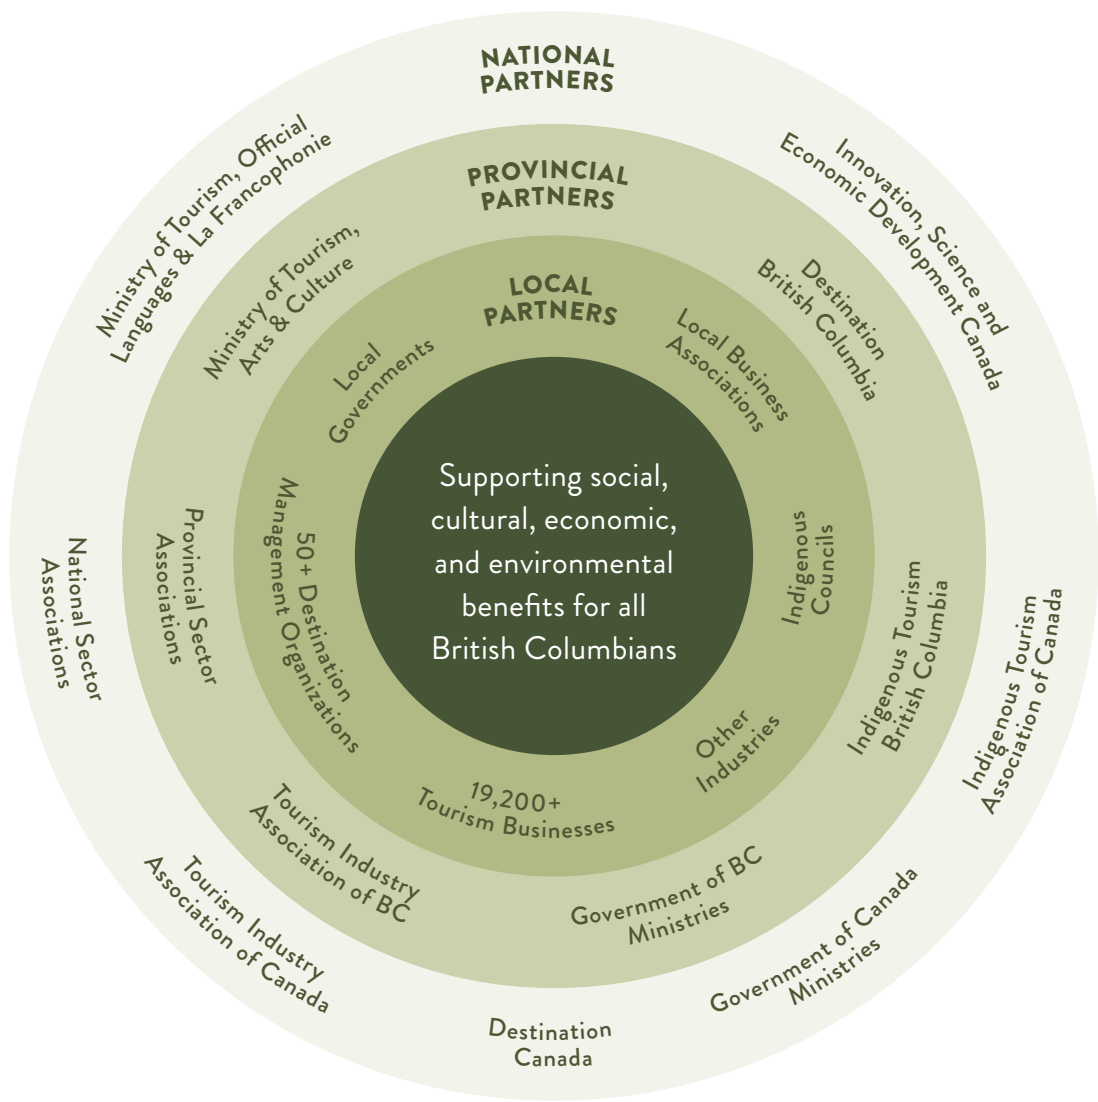 NATIONAL
PARTNERS
Innovation, Science and
Economic Development Canada
Indigenous Tourism
Association of Canada
Government of Canada
Ministries
Destination
Canada
Tourism Industry
Association of Canada
National Sector
Associations
Ministry of Tourism, Official
Languages & La Francophonie
PROVINCIAL
PARTNERS
Destination
British Columbia
Indigenous Tourism
British Columbia
Government of BC
Ministries
Tourism Industry
Association of BC
Provincial Sector
Associations
Ministry of Tourism,
Arts & Culture
LOCAL
PARTNERS
Local Business
Associations
Indigenous
Councils
Other
Industries
19,200+
Tourism Businesses
50+ Destination
Management Organizations
Local
Governments
Supporting social,
cultural, economic,
and environmental
benefits for all
British Columbians